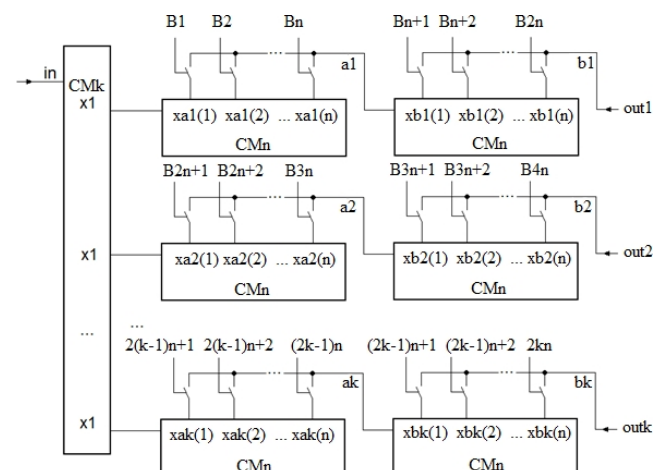 B1 B2 Bn Bn+1 Bn+2 B2n
... ...
a1 b1
in
CMk
x1
xa1(1) xa1(2) ... xa1(n) xb1(1) xb1(2) ... xb1(n) out1
CMn CMn
B2n+1 B2n+2 B3n B3n+1 B3n+2 B4n
... ...
a2 b2
x1 xa2(1) xa2(2) ... xa2(n) xb2(1) xb2(2) ... xb2(n) out2
CMn CMn
... ...
2(k-1)n+1 2(k-1)n+2 (2k-1)n (2k-1)n+1 (2k-1)n+2 2kn
... ...
ak bk
x1 xak(1) xak(2) ... xak(n) xbk(1) xbk(2) ... xbk(n) outk
CMn CMn